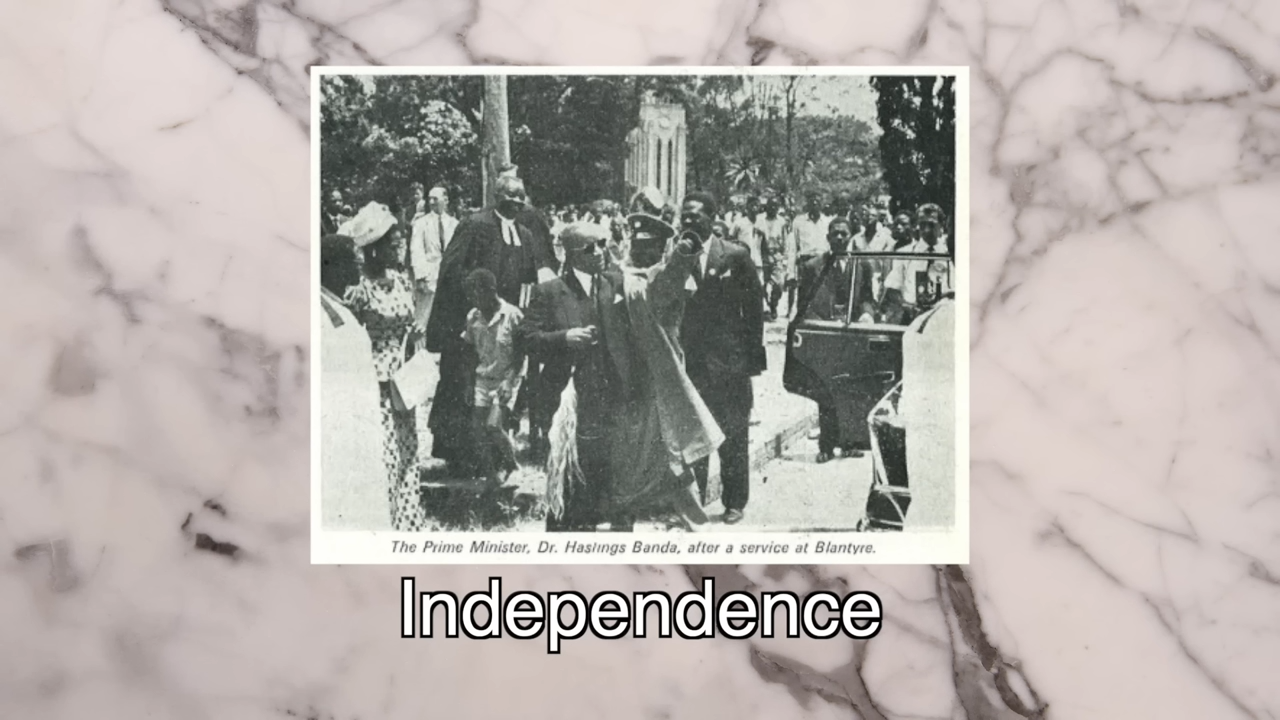 The Prime Minister, Dr. Hastings Banda, after a service at Blantyre.
Independence